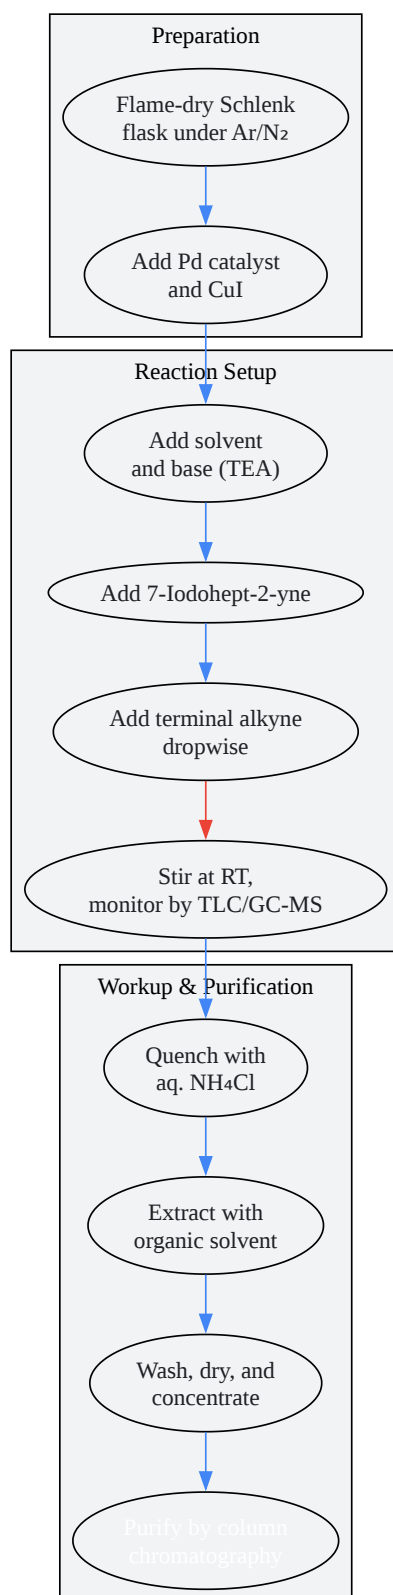 Preparation
Flame-dry Schlenk
flask under Ar/N₂
Add Pd catalyst
and CuI
Reaction Setup
Add solvent
and base (TEA)
Add 7-Iodohept-2-yne
Add terminal alkyne
dropwise
Stir at RT,
monitor by TLC/GC-MS
Workup & Purification
Quench with
aq. NH₄Cl
Extract with
organic solvent
Wash, dry, and
concentrate
Purify by column
chromatography